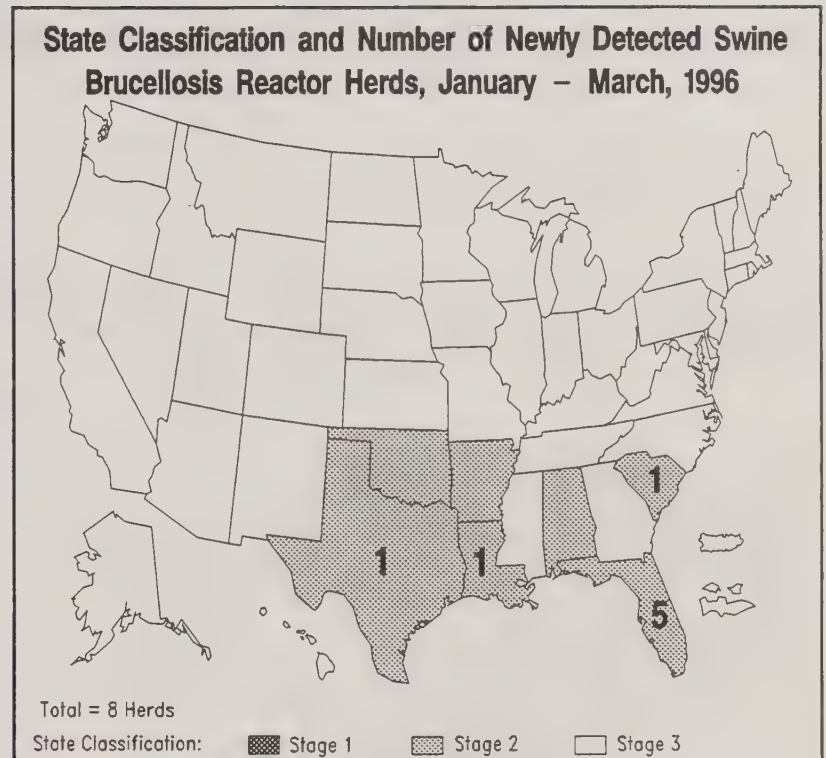 State Classification and Number of Newly Detected Swine
Brucellosis Reactor Herds, January – March, 1996
1
1
1
5
Total = 8 Herds
State Classification: Stage 1 Stage 2 Stage 3